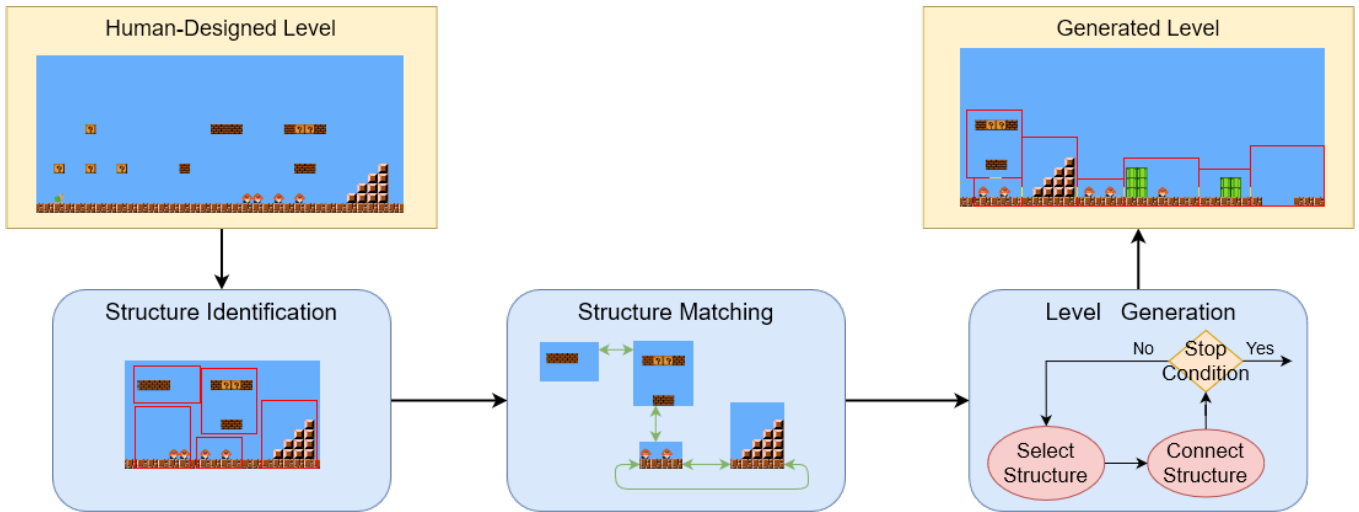 Human-Designed Level
Generated Level
Structure Identification
Structure Matching
Level Generation
No
Stop
Condition
Yes
Select
Structure
Connect
Structure